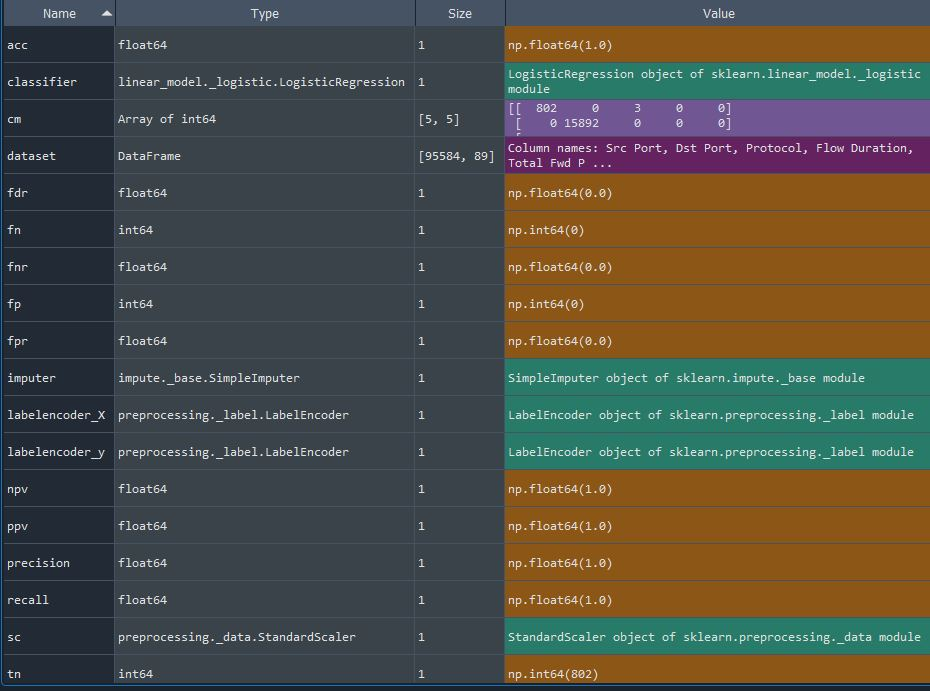 Name Type Size Value
acc float64 1 np.float64(1.0)
classifier linear_model._logistic.LogisticRegression 1 LogisticRegression object of sklearn.linear_model._logistic
module
cm Array of int64 [5, 5] [[ 802 0 3 0 0]
[ 0 15892 0 0 0]
dataset DataFrame [95584, 89] Column names: Src Port, Dst Port, Protocol, Flow Duration,
Total Fwd P ...
fdr float64 1 np.float64(0.0)
fn int64 1 np.int64(0)
fnr float64 1 np.float64(0.0)
fp int64 1 np.int64(0)
fpr float64 1 np.float64(0.0)
imputer impute._base.SimpleImputer 1 SimpleImputer object of sklearn.impute._base module
labelencoder_X preprocessing._label.LabelEncoder 1 LabelEncoder object of sklearn.preprocessing._label module
labelencoder_y preprocessing._label.LabelEncoder 1 LabelEncoder object of sklearn.preprocessing._label module
npv float64 1 np.float64(1.0)
ppv float64 1 np.float64(1.0)
precision float64 1 np.float64(1.0)
recall float64 1 np.float64(1.0)
sc preprocessing._data.StandardScaler 1 StandardScaler object of sklearn.preprocessing._data module
tn int64 1 np.int64(802)